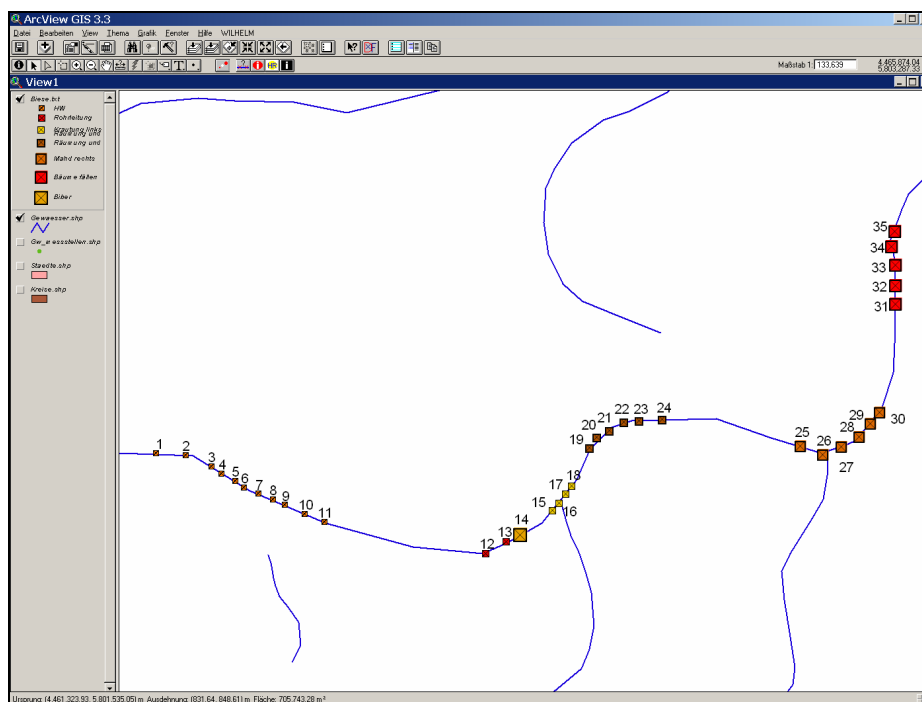 ArcView GIS 3.3
Datei Bearbeiten View Thema Grafik Fenster Hilfe WILHELM
Maßstab 1: 133,639
4.465,874.04
5.803,287.33
View1
Biese.txt
HW
Rohrleitung
Krautung links
Räumung und
Räumung und
Mahd rechts
Bäume fällen
Biber
Gewaesser.shp
Gw_messstellen.shp
Staedte.shp
Kreise.shp
35
34
33
32
31
30
29
28
27
26
25
24
23
22
21
20
19
18
17
16
15
14
13
12
11
10
9
8
7
6
5
4
3
2
1
Ursprung: (4.461,323.93, 5.801,535.05) m Ausdehnung: (831.64, 848.61) m Fläche: 705,743.28 m²